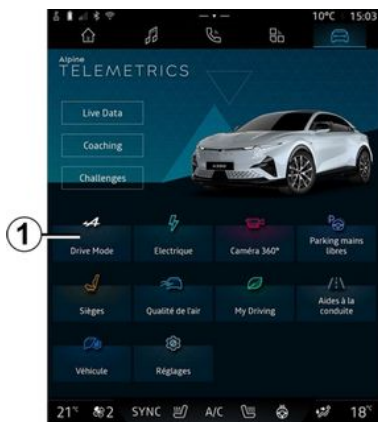 10°C 15:03
Alpine
TELEMETRICS
Live Data
Coaching
Challenges
1
Drive Mode
Electrique
Caméra 360°
Parking mains
libres
Sièges
Qualité de l'air
My Driving
Aides à la
conduite
Véhicule
Réglages
21°c 2 SYNC A/C 18°c